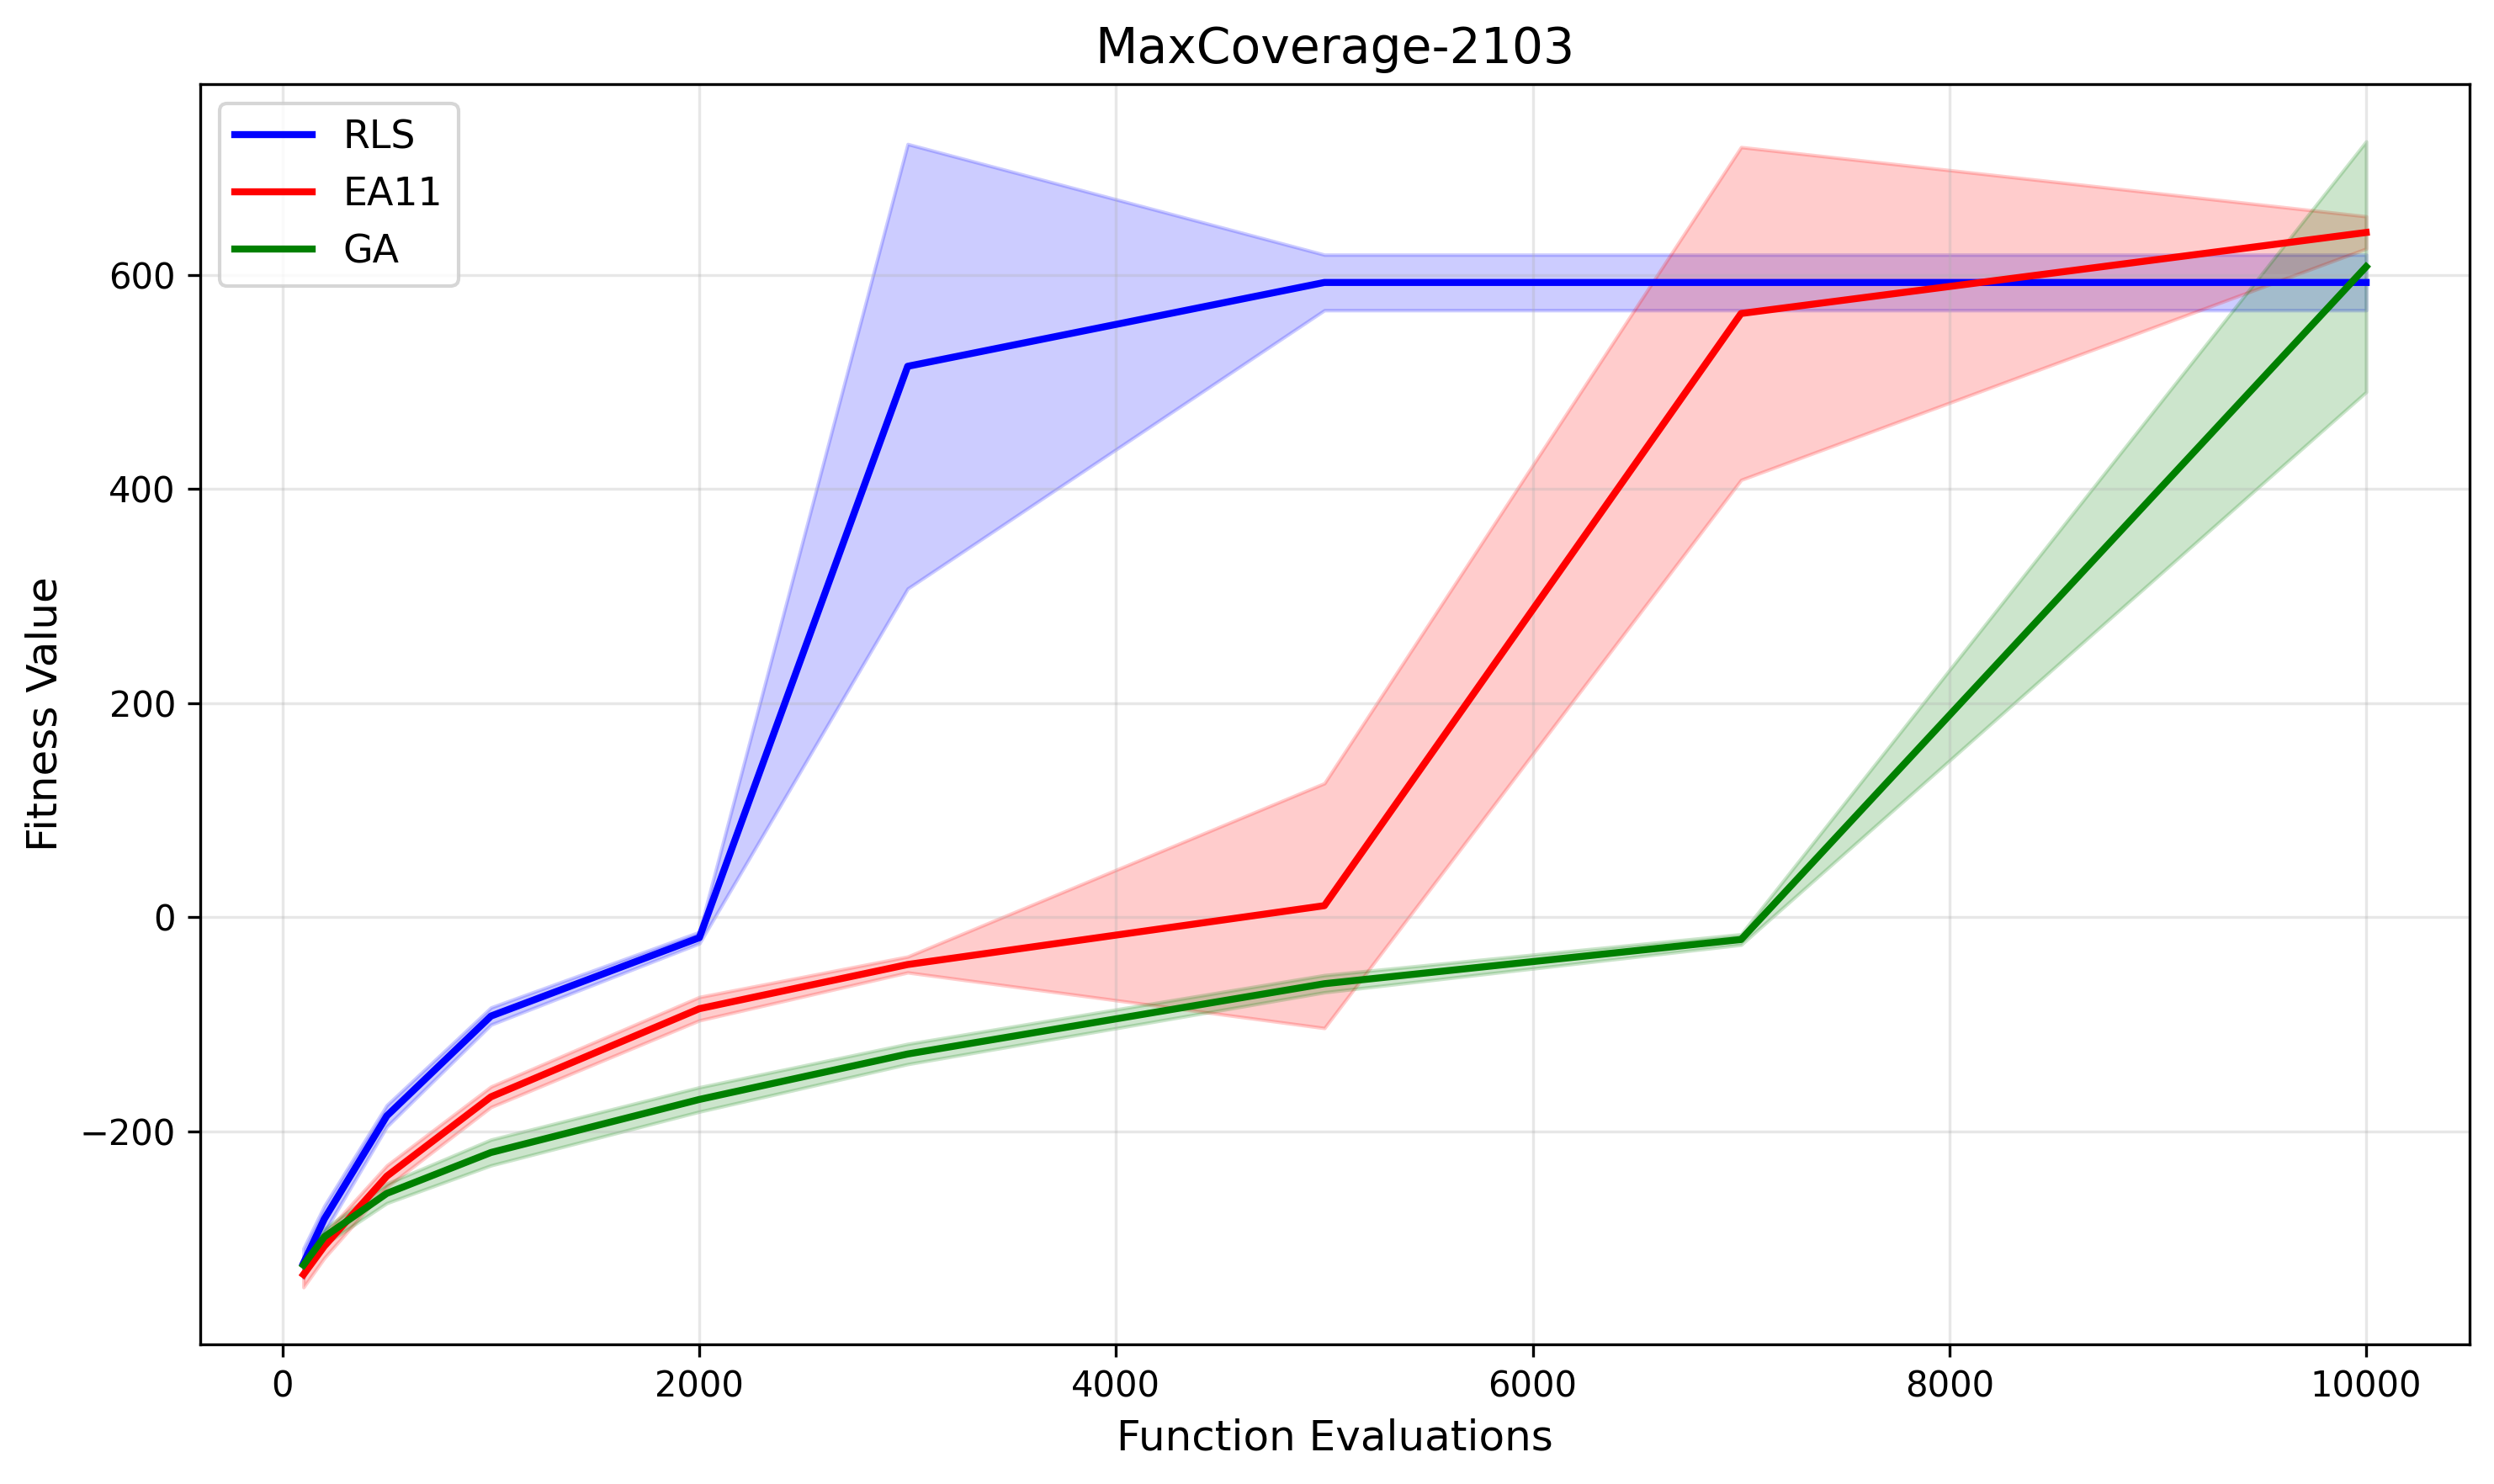 MaxCoverage-2103
RLS
EA11
GA
Fitness Value
600
400
200
0
−200
0 2000 4000 6000 8000 10000
Function Evaluations